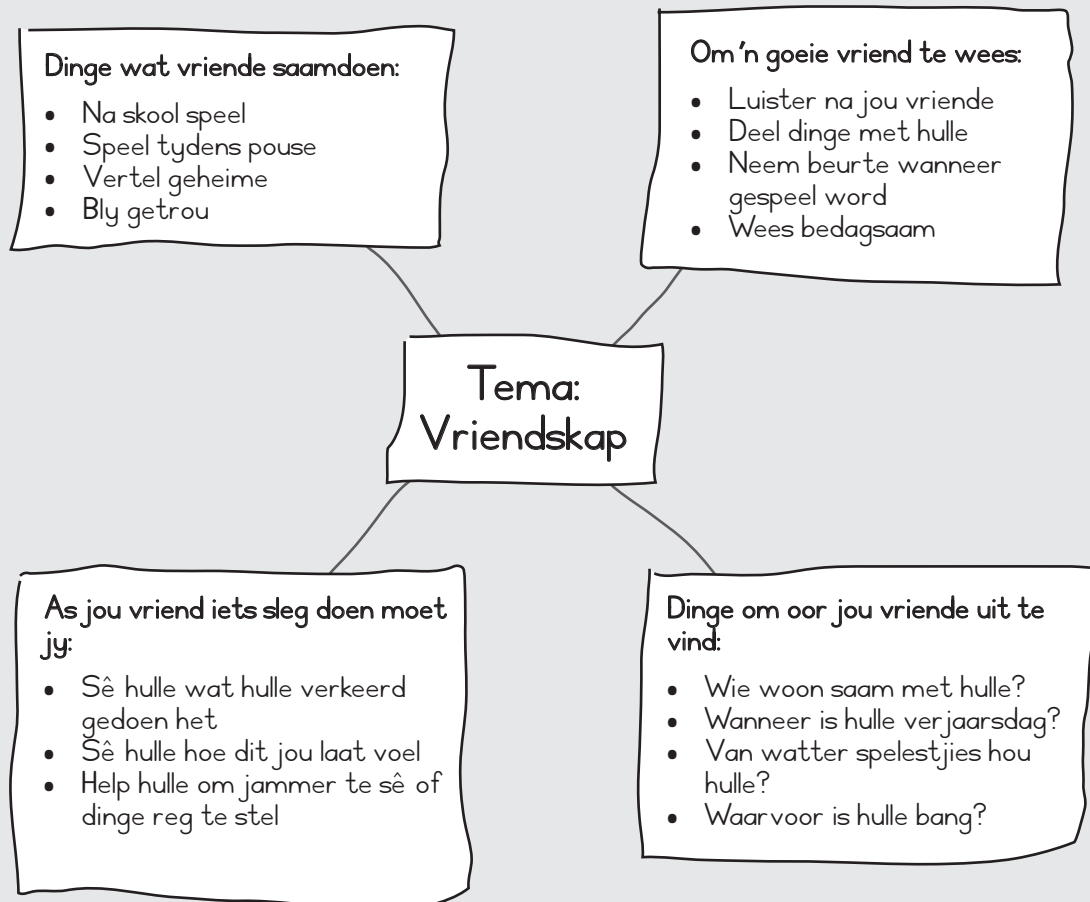 Dinge wat vriende saamdoen:
• Na skool speel
• Speel tydens pouse
• Vertel geheime
• Bly getrou
Om 'n goeie vriend te wees:
• Luister na jou vriende
• Deel dinge met hulle
• Neem beurte wanneer
gespeel word
• Wees bedagsaam
Tema:
Vriendskap
As jou vriend iets sleg doen moet
jy:
• Sê hulle wat hulle verkeerd
gedoen het
• Sê hulle hoe dit jou laat voel
• Help hulle om jammer te sê of
dinge reg te stel
Dinge om oor jou vriende uit te
vind:
• Wie woon saam met hulle?
• Wanneer is hulle verjaarsdag?
• Van watter spelestjies hou
hulle?
• Waarvoor is hulle bang?